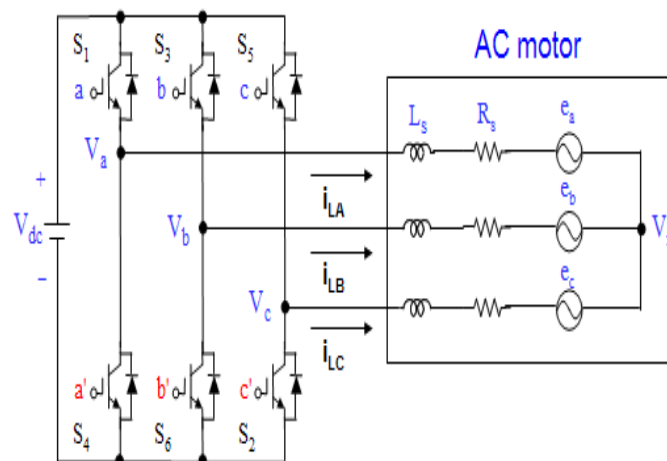 S1 S3 S5
AC motor
a b c
Ls Rs ea
Va
iLA
+
Vdc
−
Vb
eb
iLB
Vc
ec
iLC
a' b' c'
S4 S6 S2